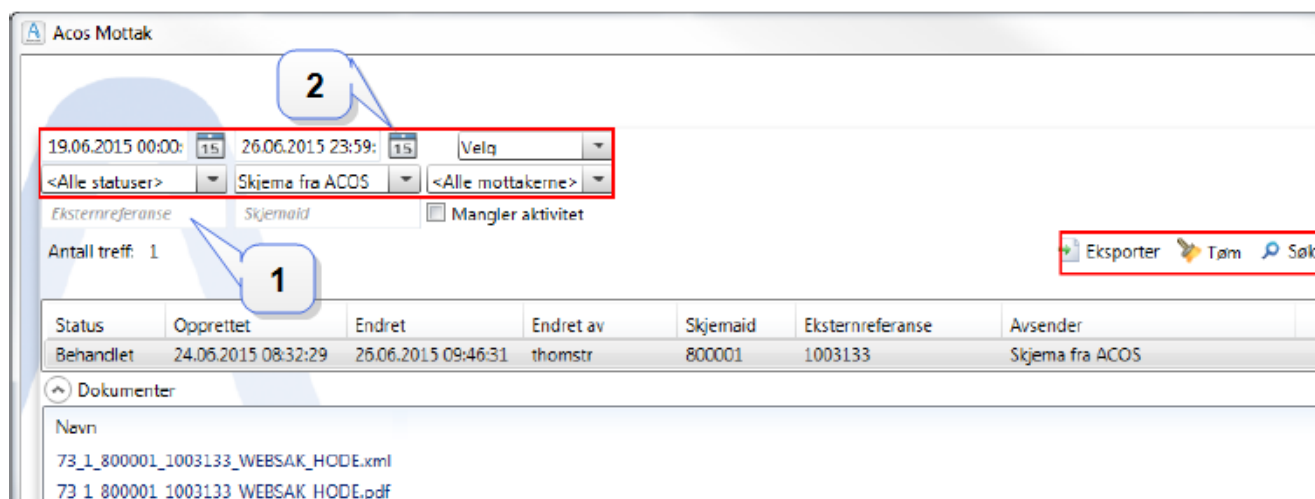 Acos Mottak
2
19.06.2015 00:00: 15 26.06.2015 23:59: 15 Velg
<Alle statuser> Skjema fra ACOS <Alle mottakerne>
Eksternreferanse Skjemaid Mangler aktivitet
Antall treff: 1
1
Eksporter Tøm Søk
Status Opprettet Endret Endret av Skjemaid Eksternreferanse Avsender
Behandlet 24.06.2015 08:32:29 26.06.2015 09:46:31 thomstr 800001 1003133 Skjema fra ACOS
Dokumenter
Navn
73_1_800001_1003133_WEBSAK_HODE.xml
73_1_800001_1003133_WEBSAK_HODE.pdf